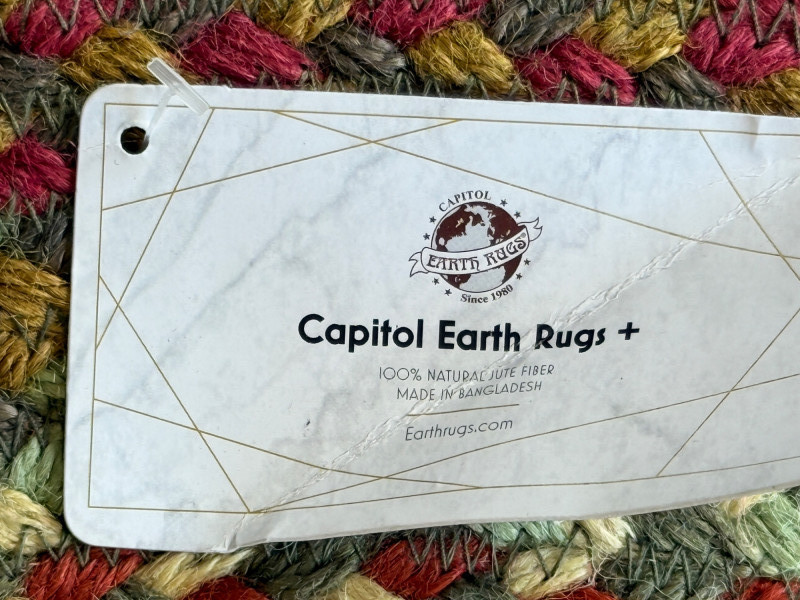 CAPITOL
EARTH RUGS®
Since 1980
Capitol Earth Rugs +
100% NATURAL JUTE FIBER
MADE IN BANGLADESH
Earthrugs.com